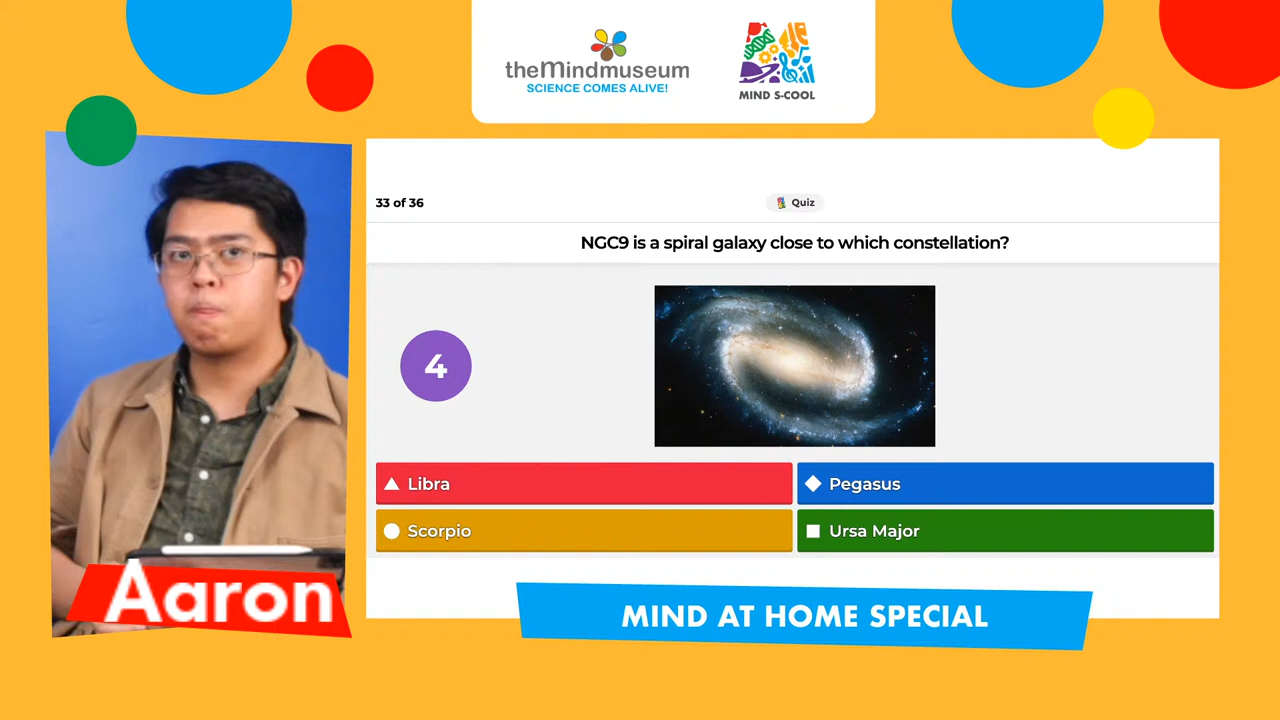 theMindmuseum
SCIENCE COMES ALIVE!
MIND S-COOL
33 of 36
Quiz
NGC9 is a spiral galaxy close to which constellation?
4
Libra
Pegasus
Scorpio
Ursa Major
Aaron
MIND AT HOME SPECIAL